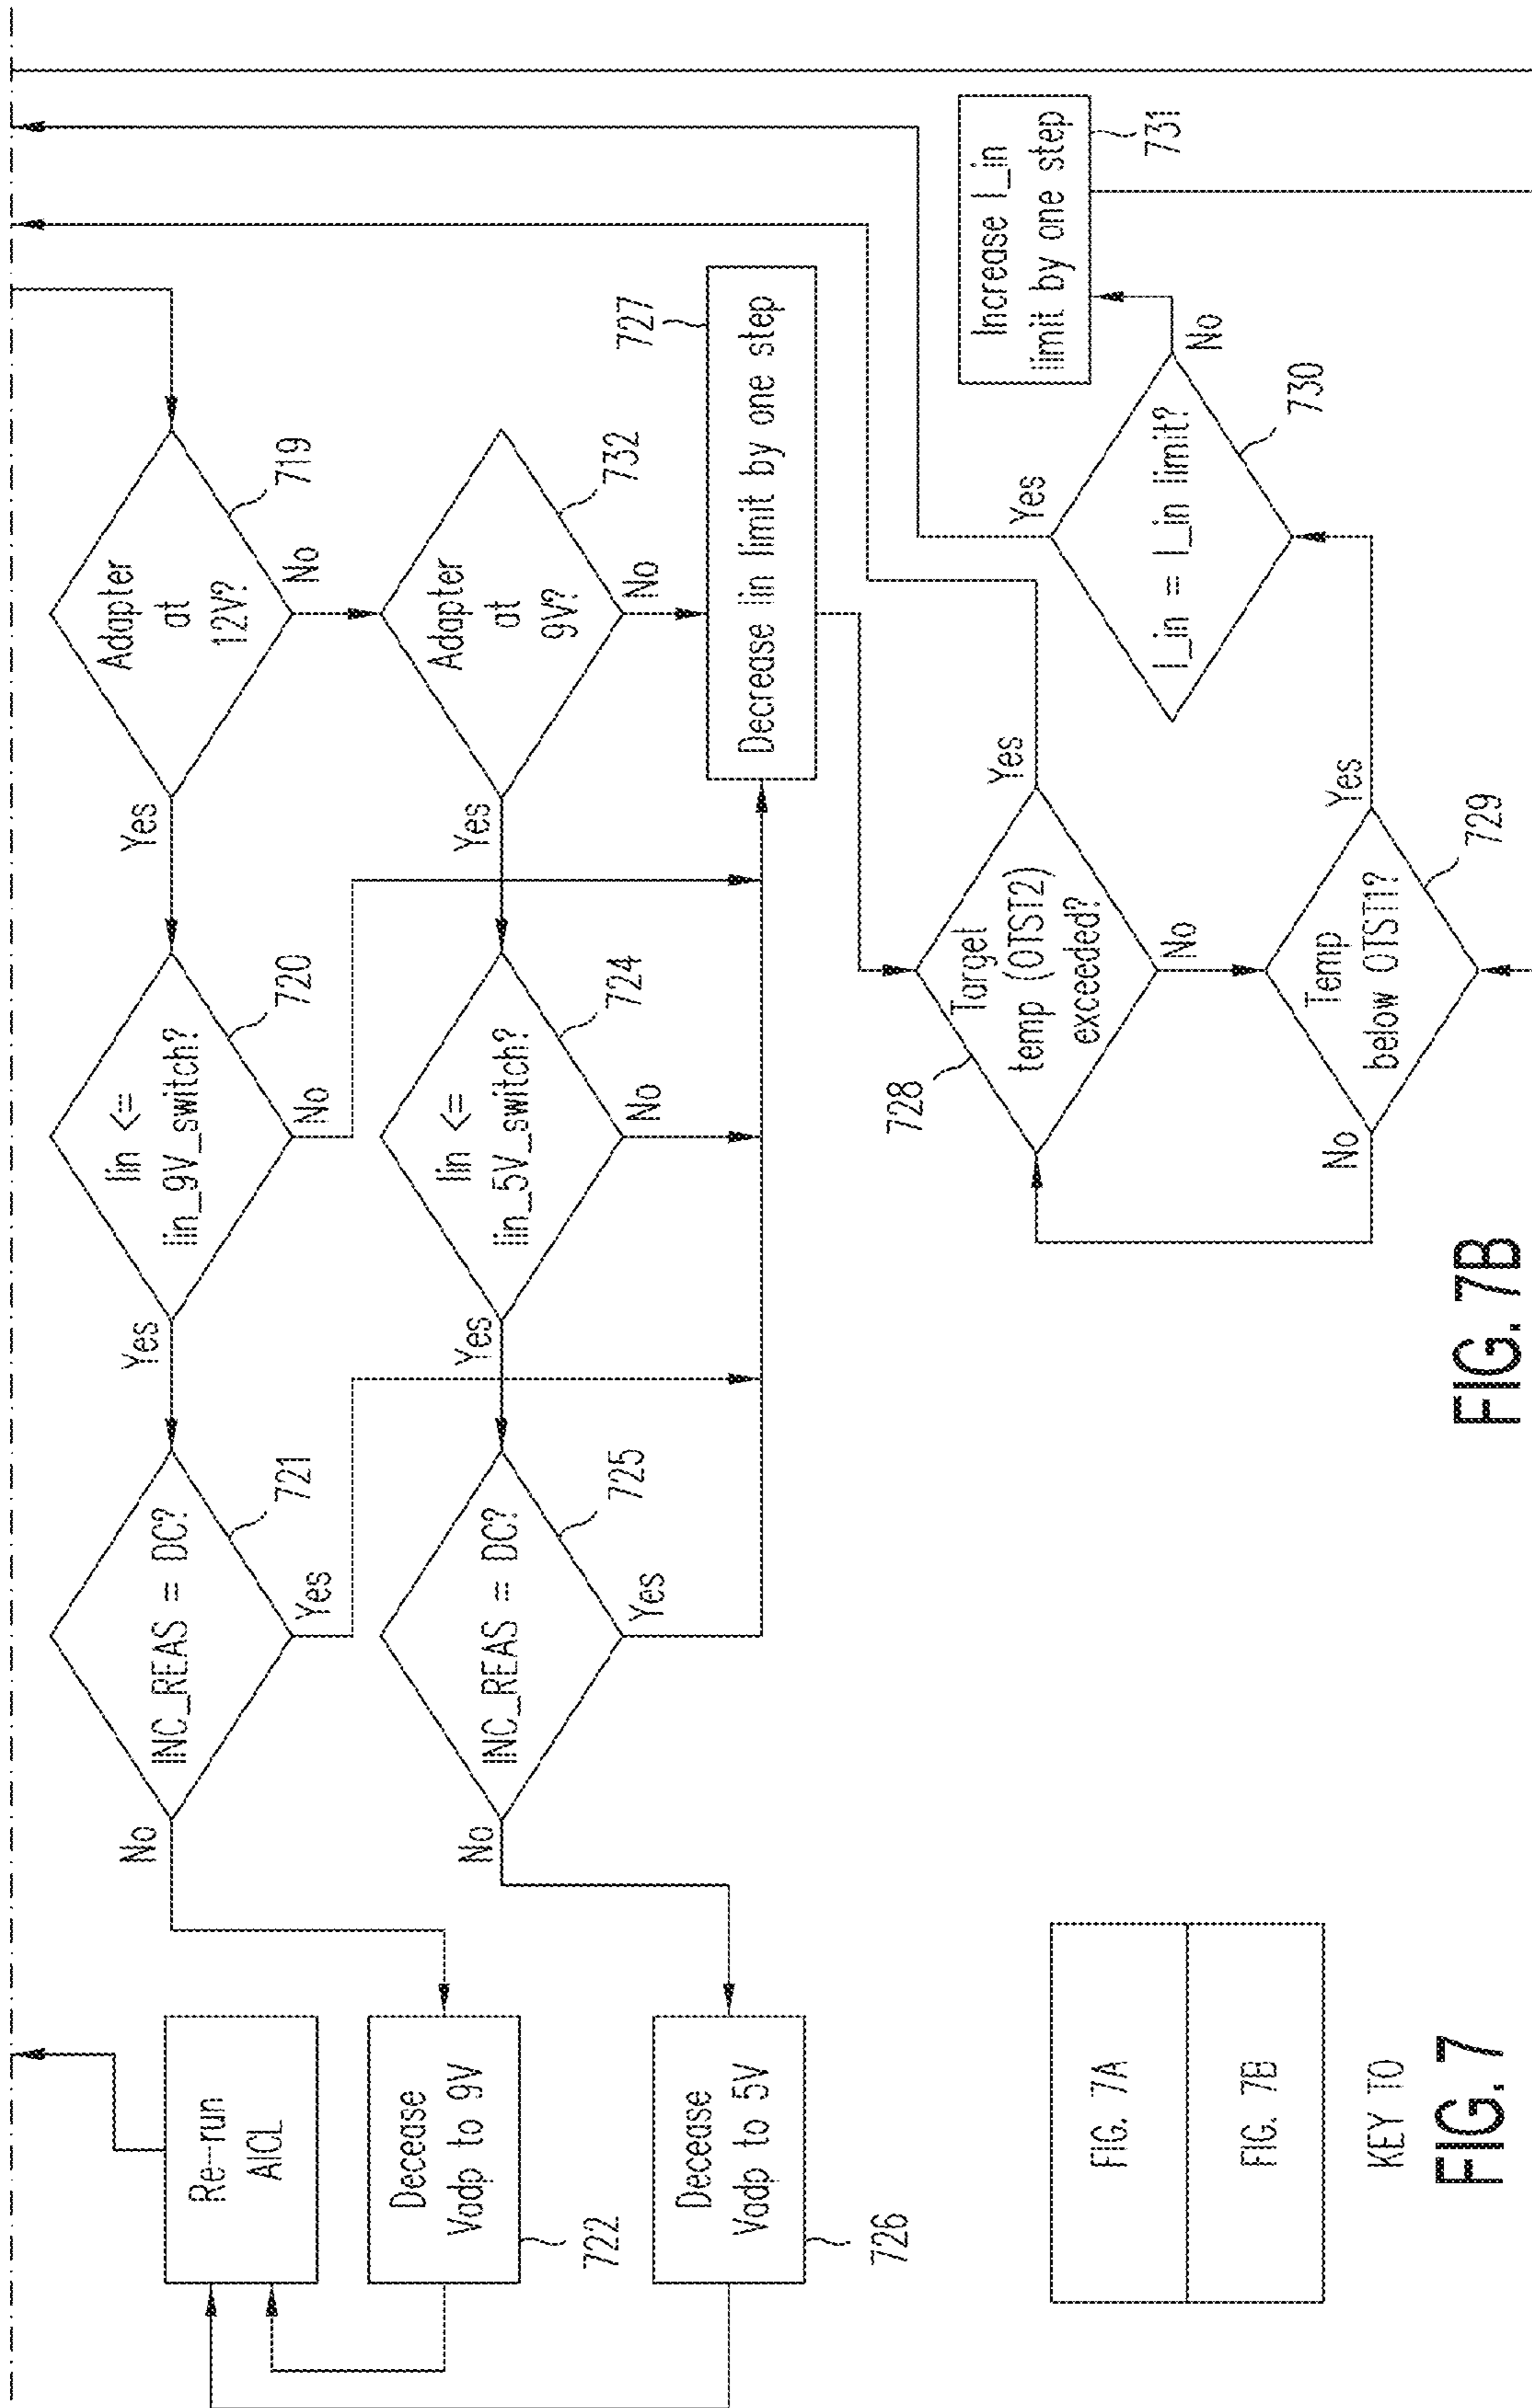 Adapter
at
12V?
719
Yes
No
Iin <=
Iin_9V_switch?
720
Yes
No
INC_REAS = DC?
721
No
Yes
Re-run
AICL
Decease
Vadp to 9V
722
Adapter
at
9V?
732
Yes
No
Iin <=
Iin_5V_switch?
724
Yes
No
INC_REAS = DC?
725
No
Yes
Decease
Vadp to 5V
726
727
Decrease Iin limit by one step
Target
temp (OTST2)
exceeded?
728
Yes
No
Temp
below OTST1?
729
Yes
No
I_in = I_in limit?
730
Yes
No
Increase I_in
limit by one step
731
FIG. 7B
FIG. 7A
FIG. 7B
KEY TO
FIG. 7